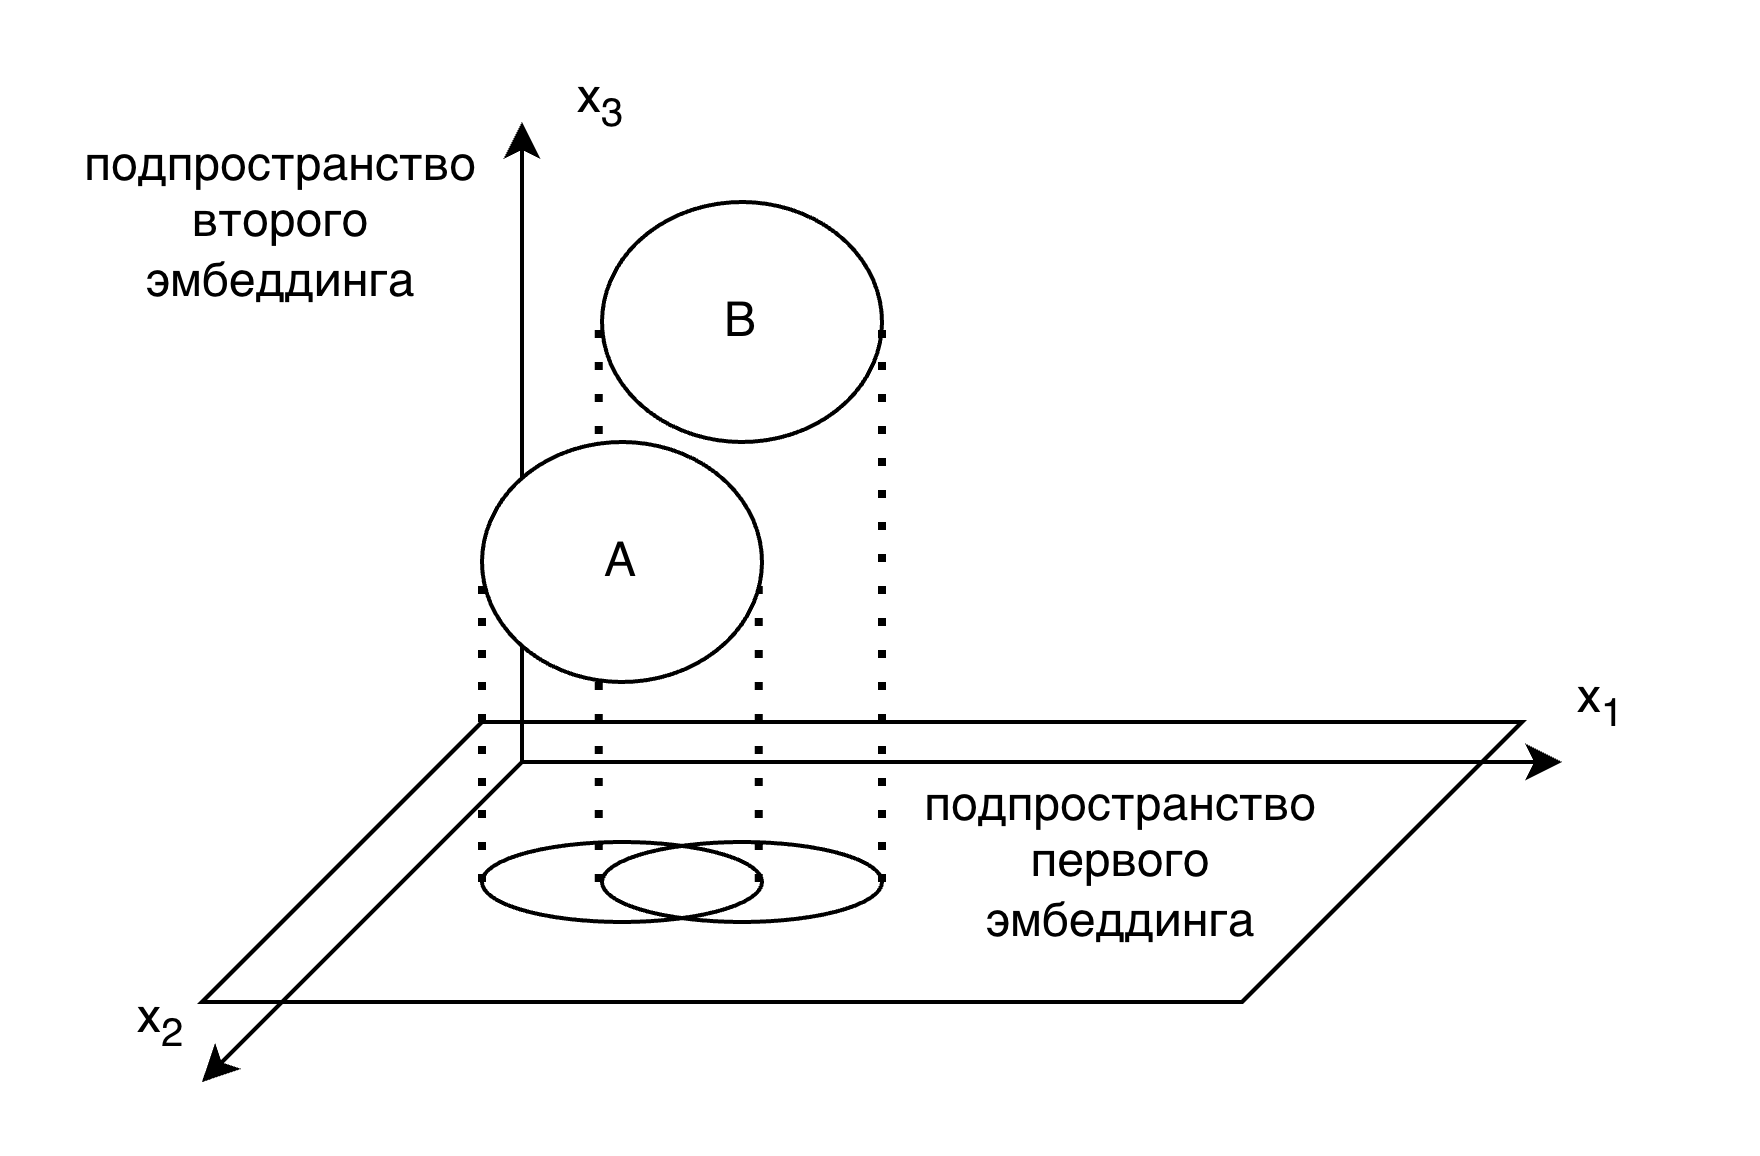 x₃
подпространство
второго
эмбеддинга
B
A
x₁
подпространство
первого
эмбеддинга
x₂